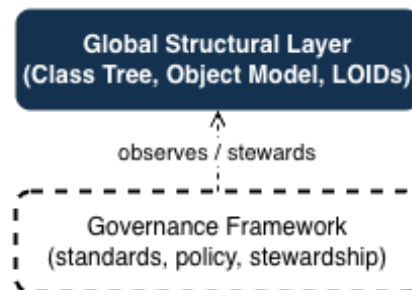 Global Structural Layer
(Class Tree, Object Model, LOIDs)
observes / stewards
Governance Framework
(standards, policy, stewardship)